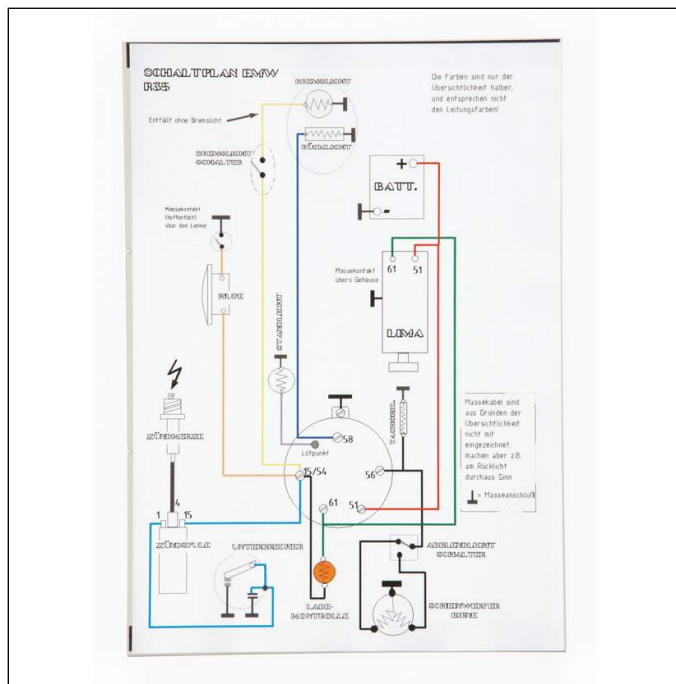 SCHALTPLAN EMW
R35
BREMSLICHT
Die Farben sind nur der
Übersichtlichkeit halber,
und entsprechen nicht
den Leitungsfarben!
Entfällt ohne Bremslicht
BREMSLICHT
SCHALTER
RÜCKLICHT
+
BATT.
-
Massekontakt
(hoffentlich)
über den Lenker
HUPE
61 51
Massekontakt
übers Gehäuse
LIMA
STANDLICHT
Massekabel sind
aus Gründen der
Übersichtlichkeit
nicht mit
eingezeichnet,
machen aber z.B.
am Rücklicht
durchaus Sinn
= Masseanschluß
ZÜNDKERZE
58
Lötpunkt
15/54
56
61
51
4
1 15
ZÜNDSPULE
UNTERBRECHER
ABBLENDLICHT
SCHALTER
LADE-
KONTROLLE
SCHEINWERFER
BIRNE